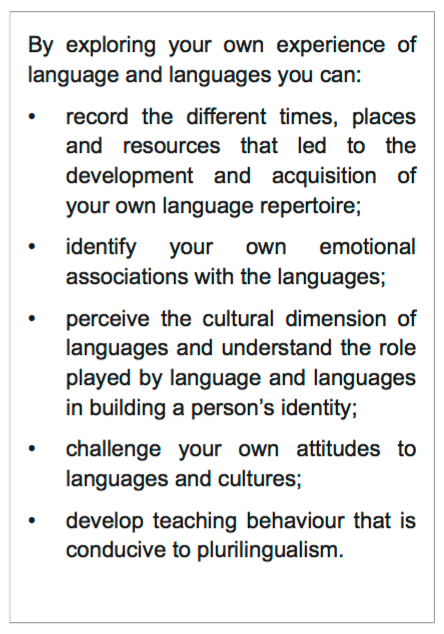 By exploring your own experience of
language and languages you can:
• record the different times, places
and resources that led to the
development and acquisition of
your own language repertoire;
• identify your own emotional
associations with the languages;
• perceive the cultural dimension of
languages and understand the role
played by language and languages
in building a person's identity;
• challenge your own attitudes to
languages and cultures;
• develop teaching behaviour that is
conducive to plurilingualism.